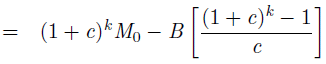 = (1 + c)^k M_0 − B [ ((1 + c)^k − 1) / c ]